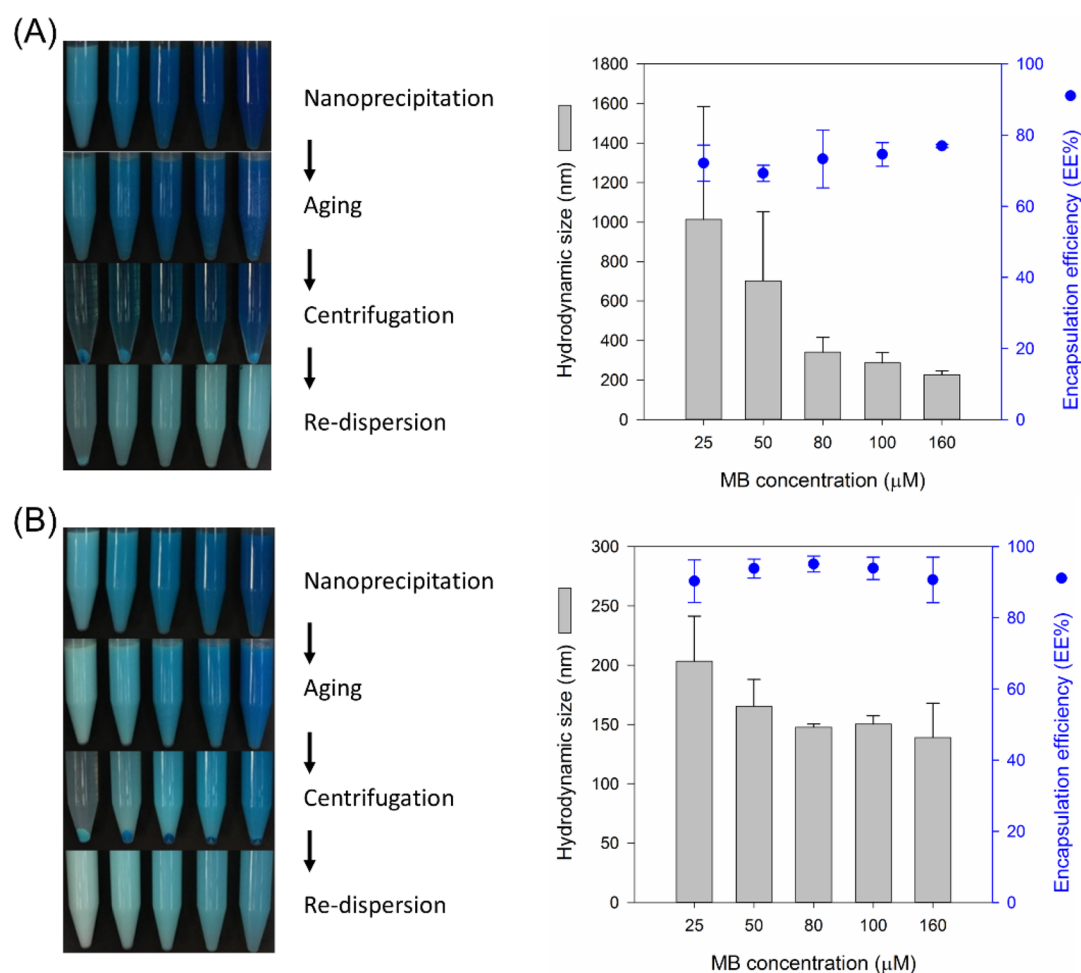 (A)
Nanoprecipitation
Aging
Centrifugation
Re-dispersion
Hydrodynamic size (nm)
1800
1600
1400
1200
1000
800
600
400
200
0
100
80
60
40
20
0
Encapsulation efficiency (EE%)
25 50 80 100 160
MB concentration (μM)
(B)
Nanoprecipitation
Aging
Centrifugation
Re-dispersion
Hydrodynamic size (nm)
300
250
200
150
100
50
0
100
80
60
40
20
0
Encapsulation efficiency (EE%)
25 50 80 100 160
MB concentration (μM)